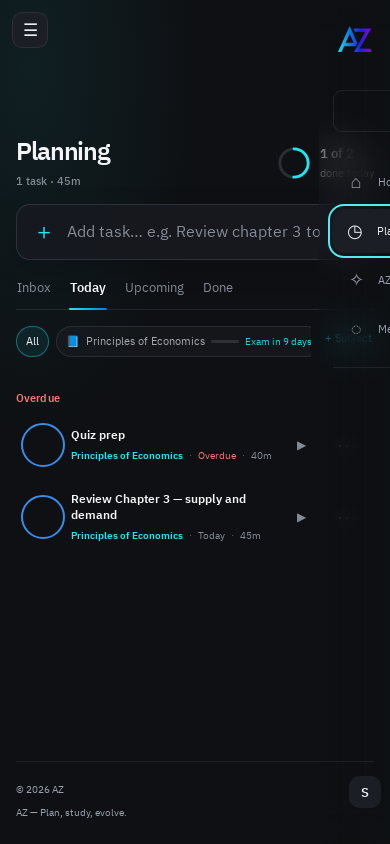 AZ
Planning
1 task · 45m
1 of 2
done today
+ Add task... e.g. Review chapter 3 to
Inbox Today Upcoming Done
All
Principles of Economics Exam in 9 days
+ Subject
Ho
Pla
AZ
Me
Overdue
Quiz prep
Principles of Economics · Overdue · 40m
Review Chapter 3 — supply and
demand
Principles of Economics · Today · 45m
© 2026 AZ
AZ — Plan, study, evolve.
S